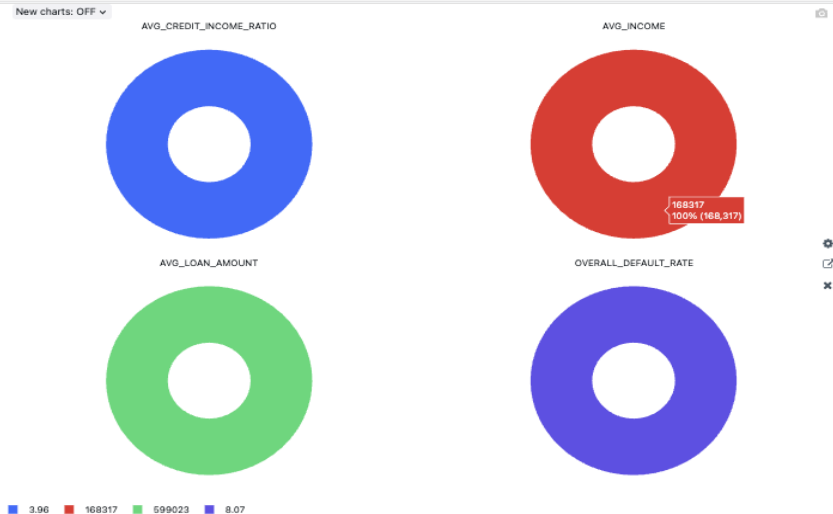 New charts: OFF
AVG_CREDIT_INCOME_RATIO
AVG_INCOME
168317
100% (168,317)
AVG_LOAN_AMOUNT
OVERALL_DEFAULT_RATE
3.96 168317 599023 8.07